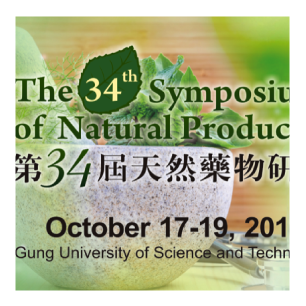 The 34th Symposiu
of Natural Produc
第34屆天然藥物研
October 17-19, 201
Gung University of Science and Techn